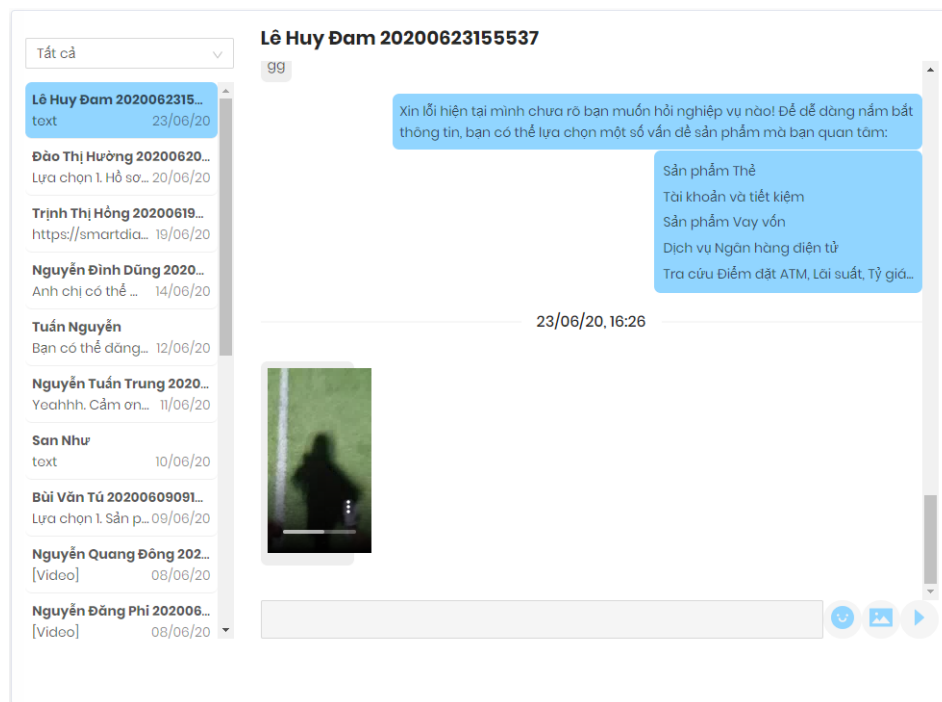 Tất cả
Lê Huy Đam 2020062315...
text 23/06/20
Đào Thị Hường 20200620...
Lựa chọn 1. Hồ sơ... 20/06/20
Trịnh Thị Hồng 20200619...
https://smartdia... 19/06/20
Nguyễn Đình Dũng 2020...
Anh chị có thể ... 14/06/20
Tuấn Nguyễn
Bạn có thể đăng... 12/06/20
Nguyễn Tuấn Trung 2020...
Yeahhh. Cảm ơn... 11/06/20
San Như
text 10/06/20
Bùi Văn Tú 20200609091...
Lựa chọn 1. Sản p... 09/06/20
Nguyễn Quang Đông 202...
[Video] 08/06/20
Nguyễn Đăng Phi 202006...
[Video] 08/06/20
Lê Huy Đam 20200623155537
gg
Xin lỗi hiện tại mình chưa rõ bạn muốn hỏi nghiệp vụ nào! Để dễ dàng nắm bắt
thông tin, bạn có thể lựa chọn một số vấn đề sản phẩm mà bạn quan tâm:
Sản phẩm Thẻ
Tài khoản và tiết kiệm
Sản phẩm Vay vốn
Dịch vụ Ngân hàng điện tử
Tra cứu Điểm đặt ATM, Lãi suất, Tỷ giá...
23/06/20, 16:26